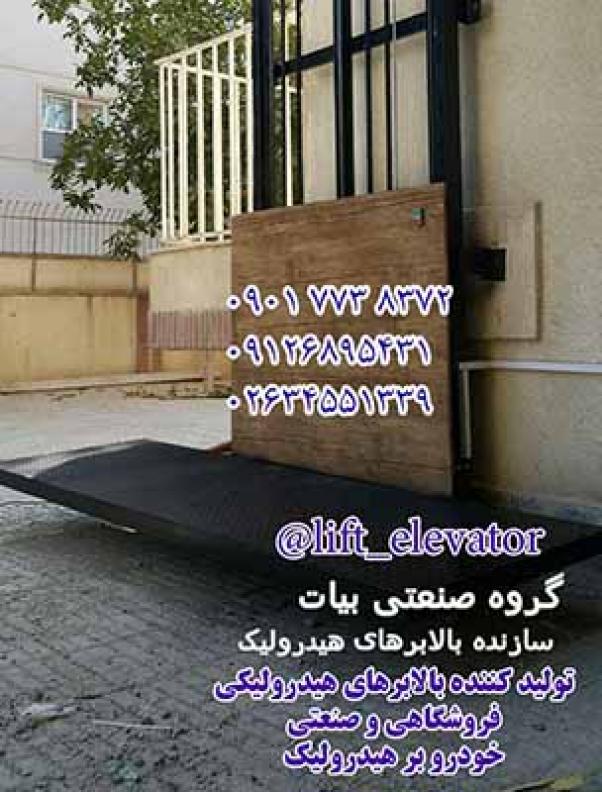 ۰۹۰۱ ۷۷۳ ۸۳۷۲
۰۹۱۲۶۸۹۵۴۳۱
۰۲۶۳۴۵۵۱۳۳۹
@lift_elevator
گروه صنعتی بیات
سازنده بالابرهای هیدرولیک
تولید کننده بالابرهای هیدرولیکی
فروشگاهی و صنعتی
خودرو بر هیدرولیک